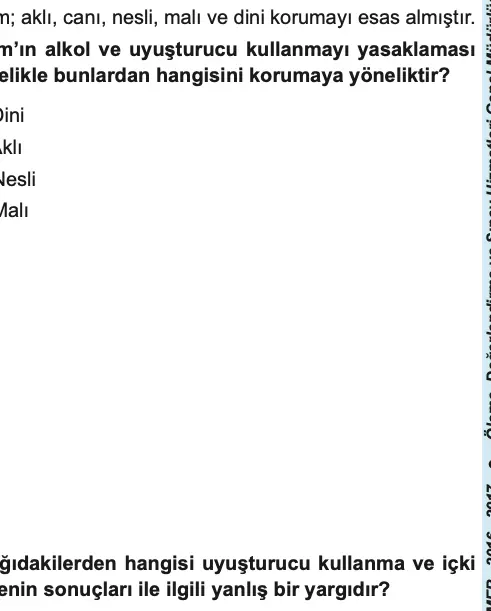 m; aklı, canı, nesli, malı ve dini korumayı esas almıştır.
m'ın alkol ve uyuşturucu kullanmayı yasaklaması
elikle bunlardan hangisini korumaya yöneliktir?
Dini
Aklı
Nesli
Malı
ğıdakilerden hangisi uyuşturucu kullanma ve içki
enin sonuçları ile ilgili yanlış bir yargıdır?
MEB 2016 - 2017 Ölçme, Değerlendirme ve Sınav Hizmetleri Genel Müdürlüğü